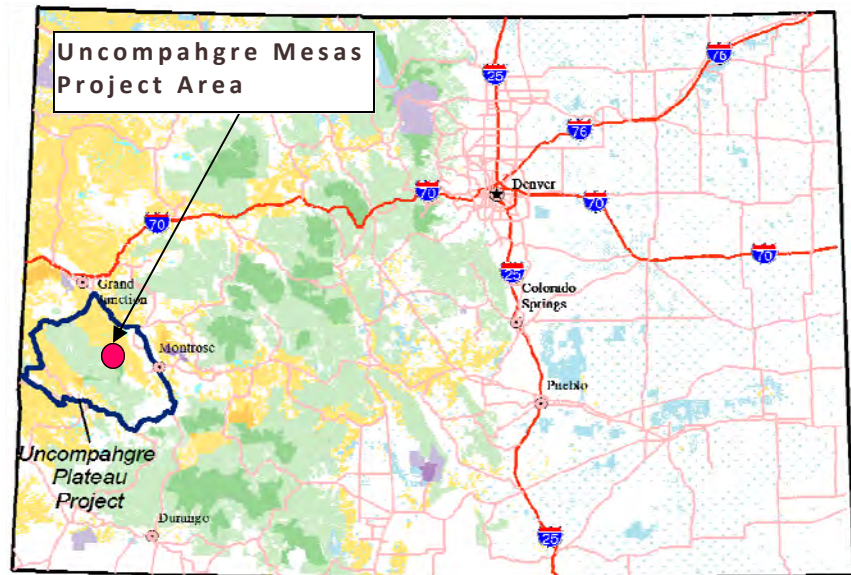 Uncompahgre Mesas
Project Area
25
76
76
70
Denver
70
70
70
25
Grand
Junction
Colorado
Springs
Montrose
Pueblo
Uncompahgre
Plateau
Project
Durango
25